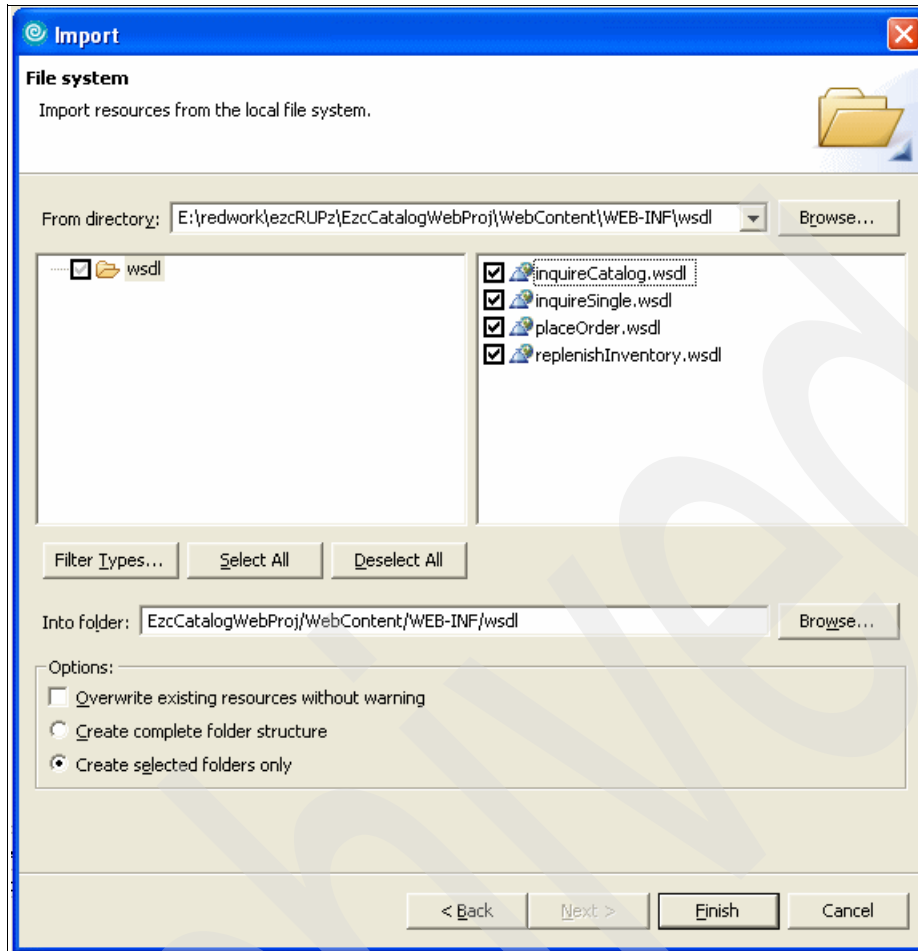 Import
File system
Import resources from the local file system.
From directory: E:\redwork\ezcRUPz\EzcCatalogWebProj\WebContent\WEB-INF\wsdl Browse...
wsdl
inquireCatalog.wsdl
inquireSingle.wsdl
placeOrder.wsdl
replenishInventory.wsdl
Filter Types... Select All Deselect All
Into folder: EzcCatalogWebProj/WebContent/WEB-INF/wsdl Browse...
Options:
Overwrite existing resources without warning
Create complete folder structure
Create selected folders only
< Back Next > Finish Cancel